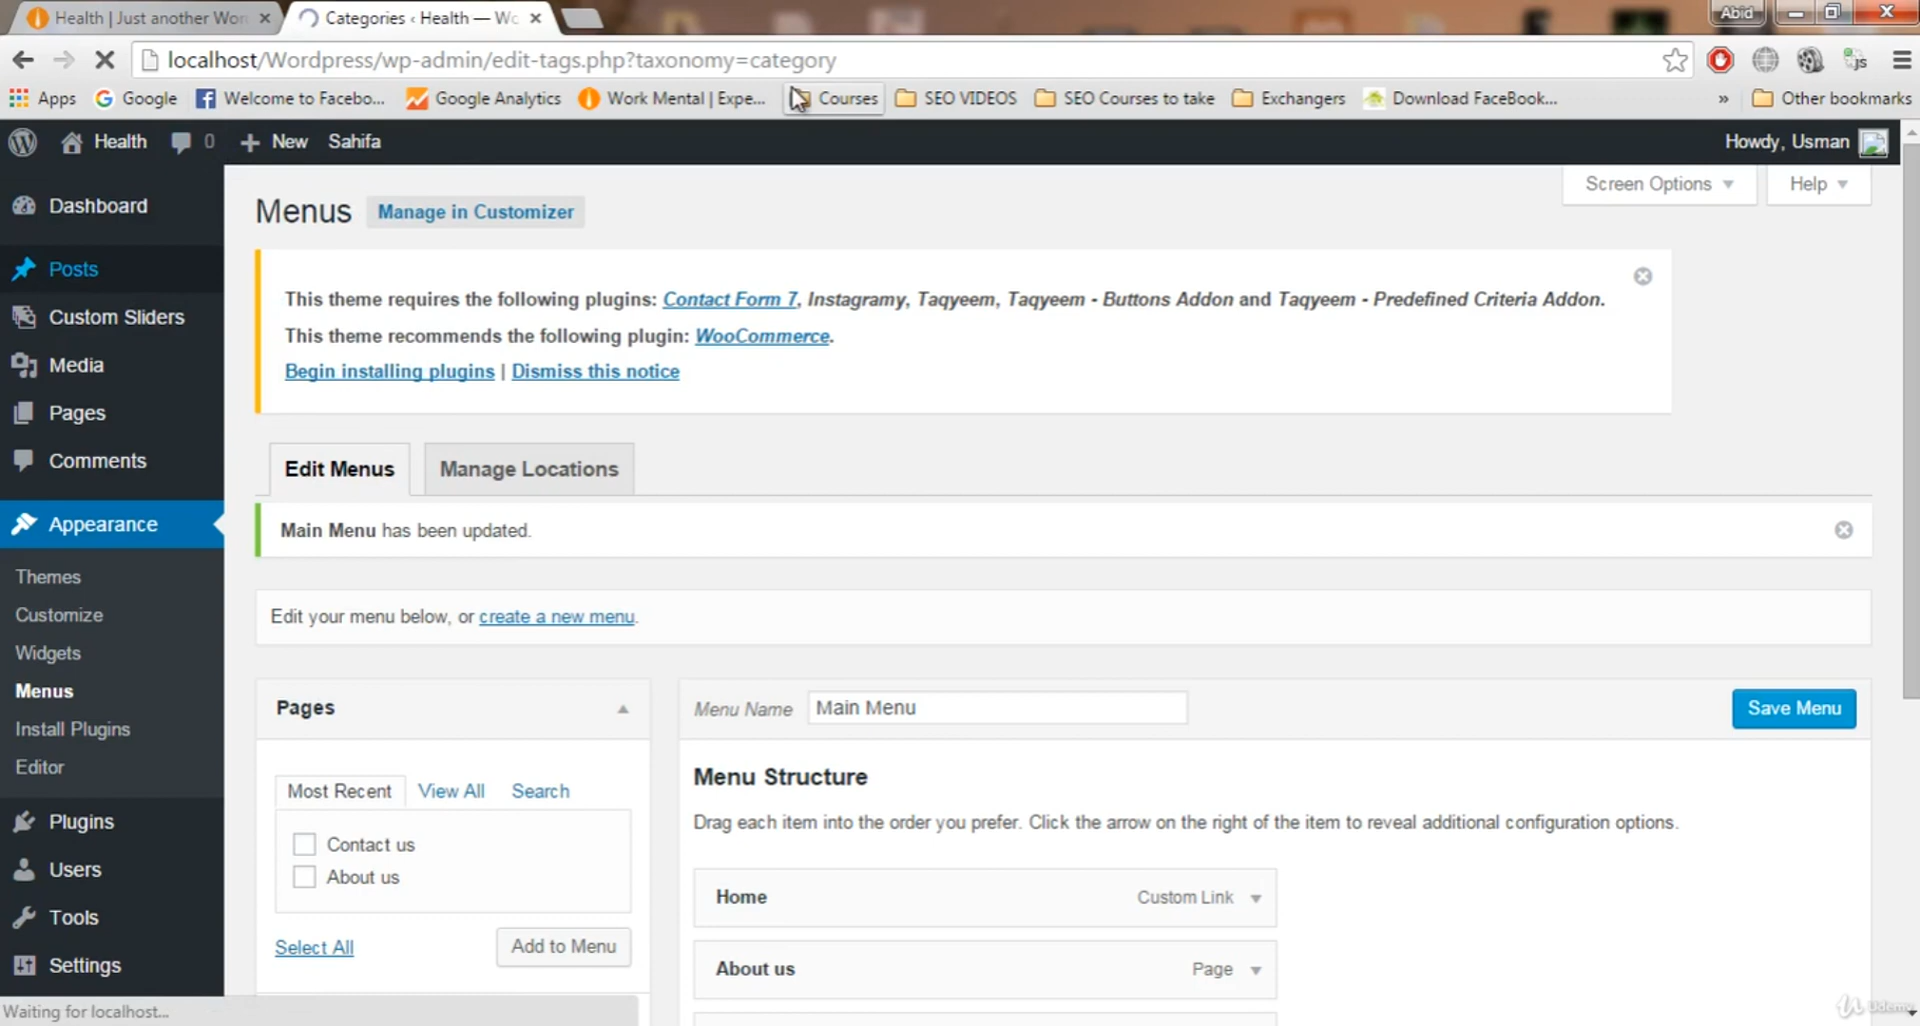 Health | Just another Wor
Categories ‹ Health — Wo
Abid
localhost/Wordpress/wp-admin/edit-tags.php?taxonomy=category
Apps Google Welcome to Facebo... Google Analytics Work Mental | Expe... Courses SEO VIDEOS SEO Courses to take Exchangers Download FaceBook... » Other bookmarks
Health 0 New Sahifa Howdy, Usman
Screen Options Help
Menus Manage in Customizer
This theme requires the following plugins: Contact Form 7, Instagramy, Taqyeem, Taqyeem - Buttons Addon and Taqyeem - Predefined Criteria Addon.
This theme recommends the following plugin: WooCommerce.
Begin installing plugins | Dismiss this notice
Dashboard
Posts
Custom Sliders
Media
Pages
Comments
Appearance
Themes
Customize
Widgets
Menus
Install Plugins
Editor
Plugins
Users
Tools
Settings
Edit Menus Manage Locations
Main Menu has been updated.
Edit your menu below, or create a new menu.
Pages
Most Recent View All Search
Contact us
About us
Select All Add to Menu
Menu Name Main Menu Save Menu
Menu Structure
Drag each item into the order you prefer. Click the arrow on the right of the item to reveal additional configuration options.
Home Custom Link
About us Page
Waiting for localhost...
Udemy